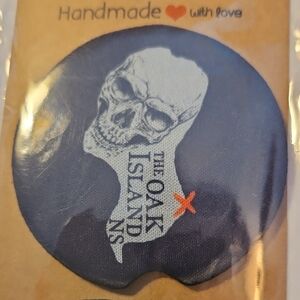 Handmade with love
THE OAK
ISLAND
NS